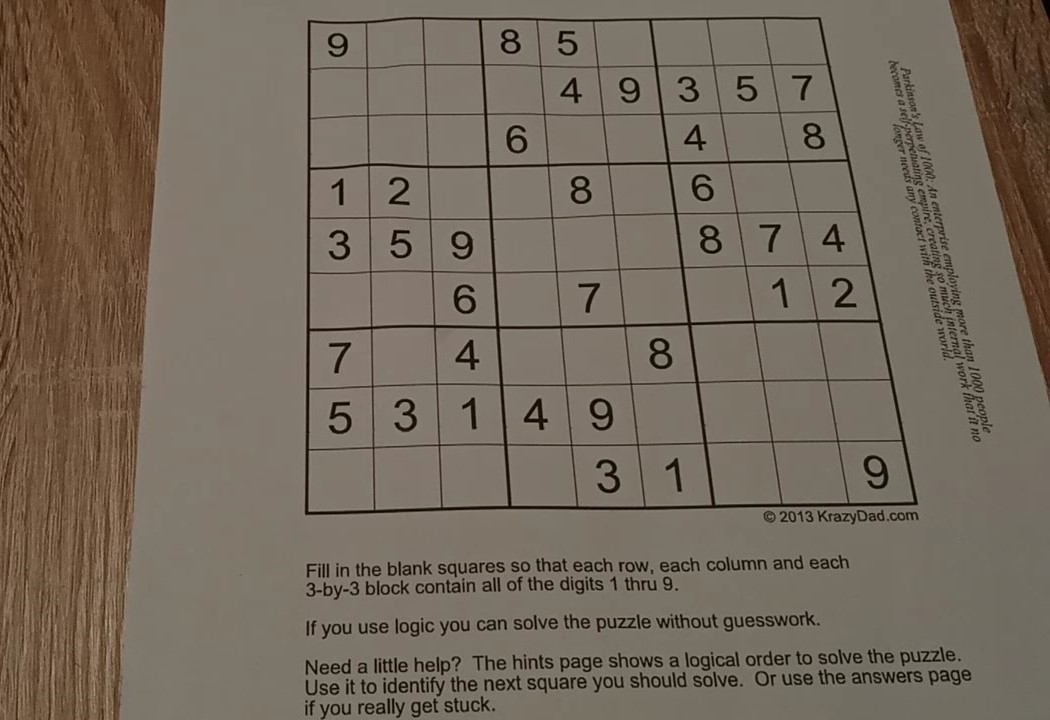 9 8 5
4 9 3 5 7
6 4 8
1 2 8 6
3 5 9 8 7 4
6 7 1 2
7 4 8
5 3 1 4 9
3 1 9
© 2013 KrazyDad.com
Parkinson's Law of 1000: An enterprise employing more than 1000 people
becomes a self-perpetuating empire, creating so much internal work that it no
longer needs any contact with the outside world.
Fill in the blank squares so that each row, each column and each
3-by-3 block contain all of the digits 1 thru 9.
If you use logic you can solve the puzzle without guesswork.
Need a little help? The hints page shows a logical order to solve the puzzle.
Use it to identify the next square you should solve. Or use the answers page
if you really get stuck.